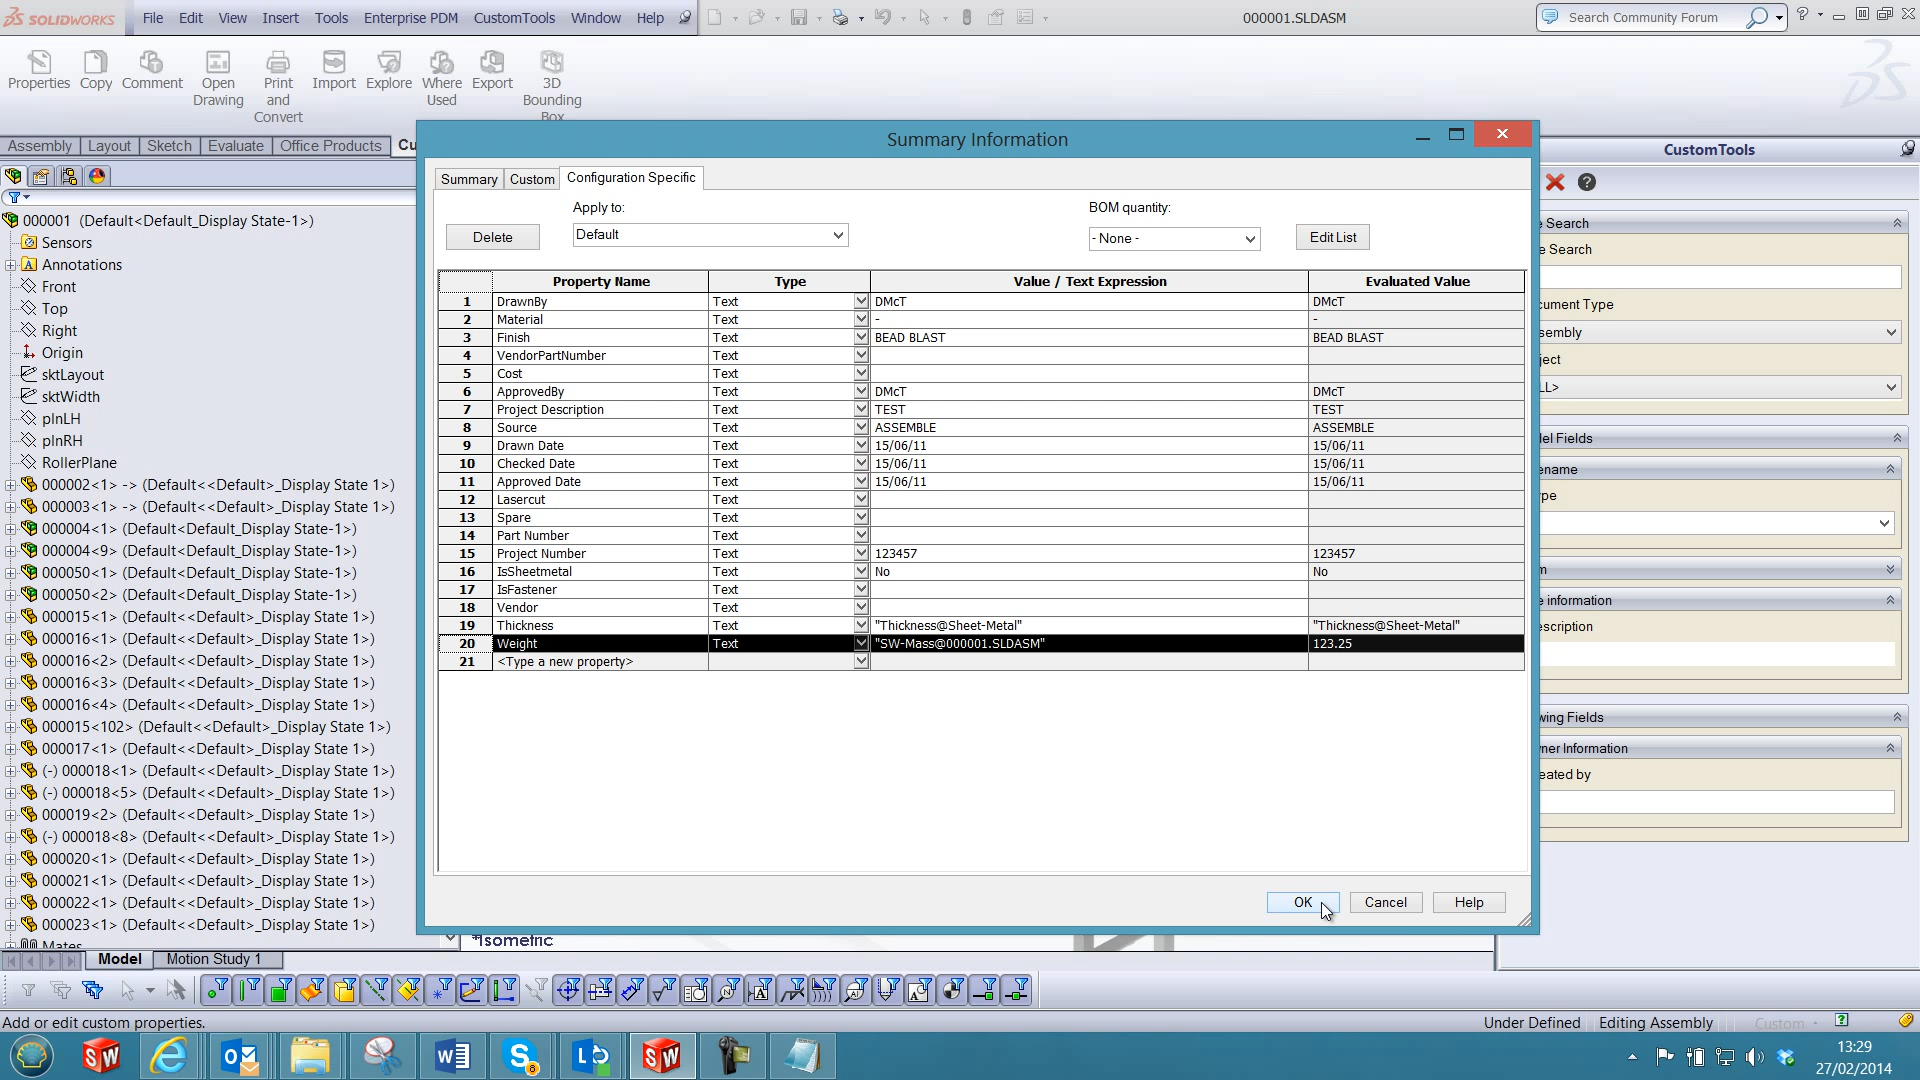 SOLIDWORKS File Edit View Insert Tools Enterprise PDM CustomTools Window Help 000001.SLDASM Search Community Forum ?
Properties Copy Comment Open Drawing Print and Convert Import Explore Where Used Export 3D Bounding Box
Assembly Layout Sketch Evaluate Office Products Cu
Summary Information
CustomTools
Summary Custom Configuration Specific
Apply to:
BOM quantity:
Delete Default - None - Edit List
Property Name Type Value / Text Expression Evaluated Value
1 DrawnBy Text DMcT DMcT
2 Material Text - -
3 Finish Text BEAD BLAST BEAD BLAST
4 VendorPartNumber Text
5 Cost Text
6 ApprovedBy Text DMcT DMcT
7 Project Description Text TEST TEST
8 Source Text ASSEMBLE ASSEMBLE
9 Drawn Date Text 15/06/11 15/06/11
10 Checked Date Text 15/06/11 15/06/11
11 Approved Date Text 15/06/11 15/06/11
12 Lasercut Text
13 Spare Text
14 Part Number Text
15 Project Number Text 123457 123457
16 IsSheetmetal Text No No
17 IsFastener Text
18 Vendor Text
19 Thickness Text "Thickness@Sheet-Metal" "Thickness@Sheet-Metal"
20 Weight Text "SW-Mass@000001.SLDASM" 123.25
21 <Type a new property>
OK Cancel Help
000001 (Default<Default_Display State-1>)
Sensors
Annotations
Front
Top
Right
Origin
sktLayout
sktWidth
plnLH
plnRH
RollerPlane
000002<1> -> (Default<<Default>_Display State 1>)
000003<1> -> (Default<<Default>_Display State 1>)
000004<1> (Default<Default_Display State-1>)
000004<9> (Default<Default_Display State-1>)
000050<1> (Default<Default_Display State-1>)
000050<2> (Default<Default_Display State-1>)
000015<1> (Default<<Default>_Display State 1>)
000016<1> (Default<<Default>_Display State 1>)
000016<2> (Default<<Default>_Display State 1>)
000016<3> (Default<<Default>_Display State 1>)
000016<4> (Default<<Default>_Display State 1>)
000015<102> (Default<<Default>_Display State 1>)
000017<1> (Default<<Default>_Display State 1>)
(-) 000018<1> (Default<<Default>_Display State 1>)
(-) 000018<5> (Default<<Default>_Display State 1>)
000019<2> (Default<<Default>_Display State 1>)
(-) 000018<8> (Default<<Default>_Display State 1>)
000020<1> (Default<<Default>_Display State 1>)
000021<1> (Default<<Default>_Display State 1>)
000022<1> (Default<<Default>_Display State 1>)
000023<1> (Default<<Default>_Display State 1>)
Mates
e Search
e Search
cument Type
sembly
ject
LL>
del Fields
ename
pe
m
e information
escription
wing Fields
ner Information
eated by
*Isometric
Model Motion Study 1
Add or edit custom properties. Under Defined Editing Assembly Custom
13:29
27/02/2014